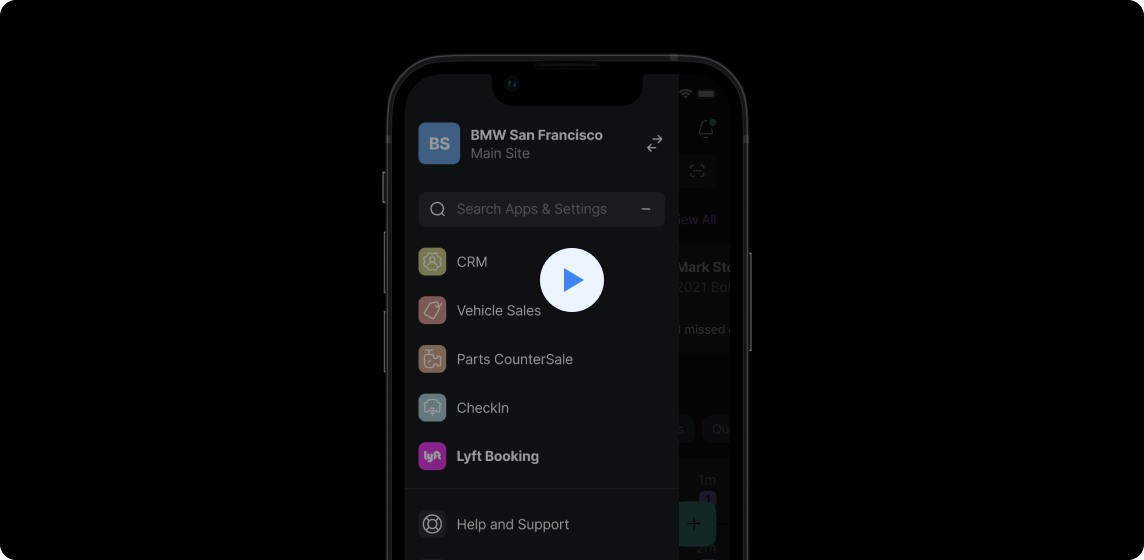 BS
BMW San Francisco
Main Site
Search Apps & Settings
View All
CRM
Mark Sto
2021 Bol
Vehicle Sales
missed
Parts CounterSale
CheckIn
Qu
Lyft Booking
lyft
1m
1
Help and Support
2m